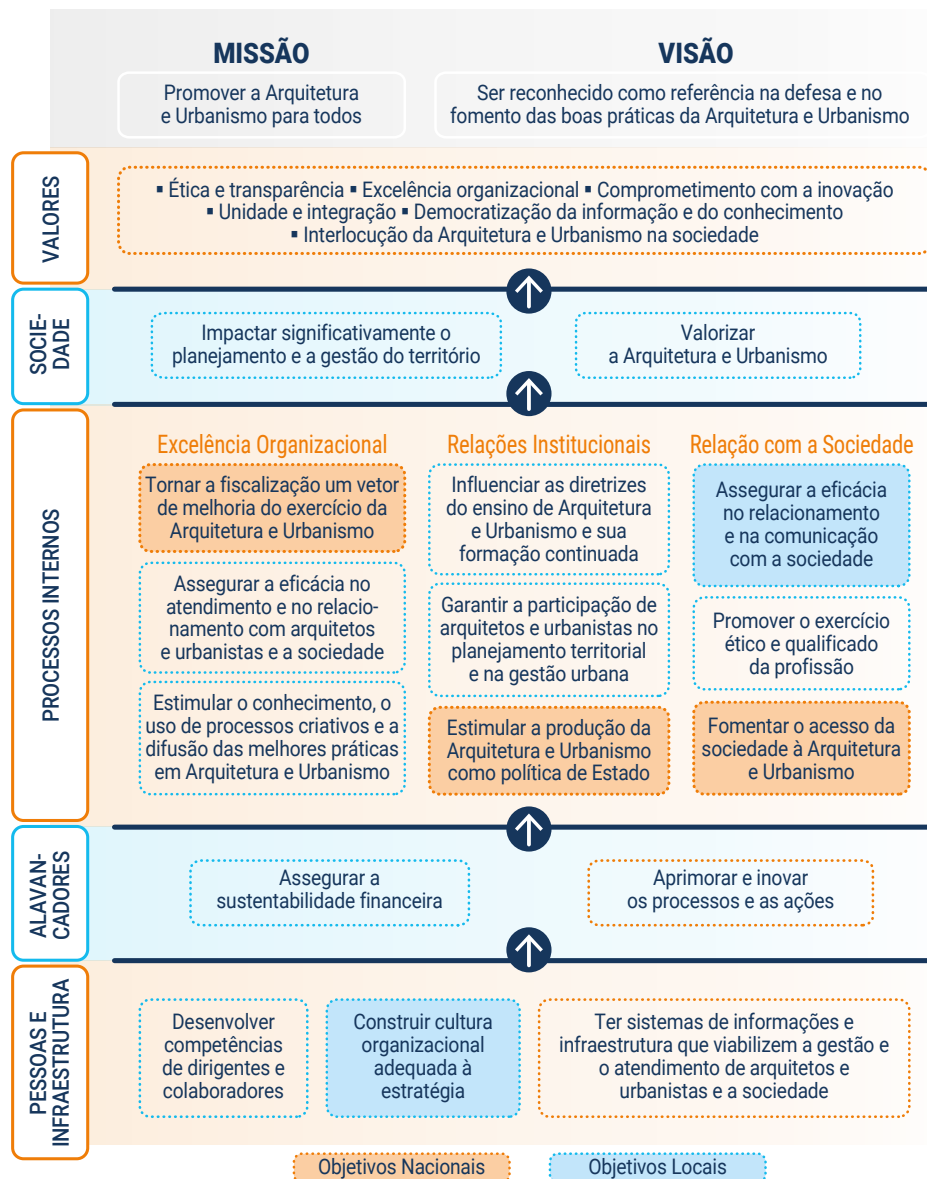 MISSÃO
Promover a Arquitetura
e Urbanismo para todos
VISÃO
Ser reconhecido como referência na defesa e no
fomento das boas práticas da Arquitetura e Urbanismo
VALORES
▪ Ética e transparência ▪ Excelência organizacional ▪ Comprometimento com a inovação
▪ Unidade e integração ▪ Democratização da informação e do conhecimento
▪ Interlocução da Arquitetura e Urbanismo na sociedade
SOCIE-
DADE
Impactar significativamente o
planejamento e a gestão do território
Valorizar
a Arquitetura e Urbanismo
PROCESSOS INTERNOS
Excelência Organizacional
Tornar a fiscalização um vetor
de melhoria do exercício da
Arquitetura e Urbanismo
Assegurar a eficácia no
atendimento e no relacio-
namento com arquitetos
e urbanistas e a sociedade
Estimular o conhecimento, o
uso de processos criativos e a
difusão das melhores práticas
em Arquitetura e Urbanismo
Relações Institucionais
Influenciar as diretrizes
do ensino de Arquitetura
e Urbanismo e sua
formação continuada
Garantir a participação de
arquitetos e urbanistas no
planejamento territorial
e na gestão urbana
Estimular a produção da
Arquitetura e Urbanismo
como política de Estado
Relação com a Sociedade
Assegurar a eficácia
no relacionamento
e na comunicação
com a sociedade
Promover o exercício
ético e qualificado
da profissão
Fomentar o acesso da
sociedade à Arquitetura
e Urbanismo
ALAVAN-
CADORES
Assegurar a
sustentabilidade financeira
Aprimorar e inovar
os processos e as ações
PESSOAS E
INFRAESTRUTURA
Desenvolver
competências
de dirigentes e
colaboradores
Construir cultura
organizacional
adequada à
estratégia
Ter sistemas de informações e
infraestrutura que viabilizem a gestão e
o atendimento de arquitetos e
urbanistas e a sociedade
Objetivos Nacionais
Objetivos Locais